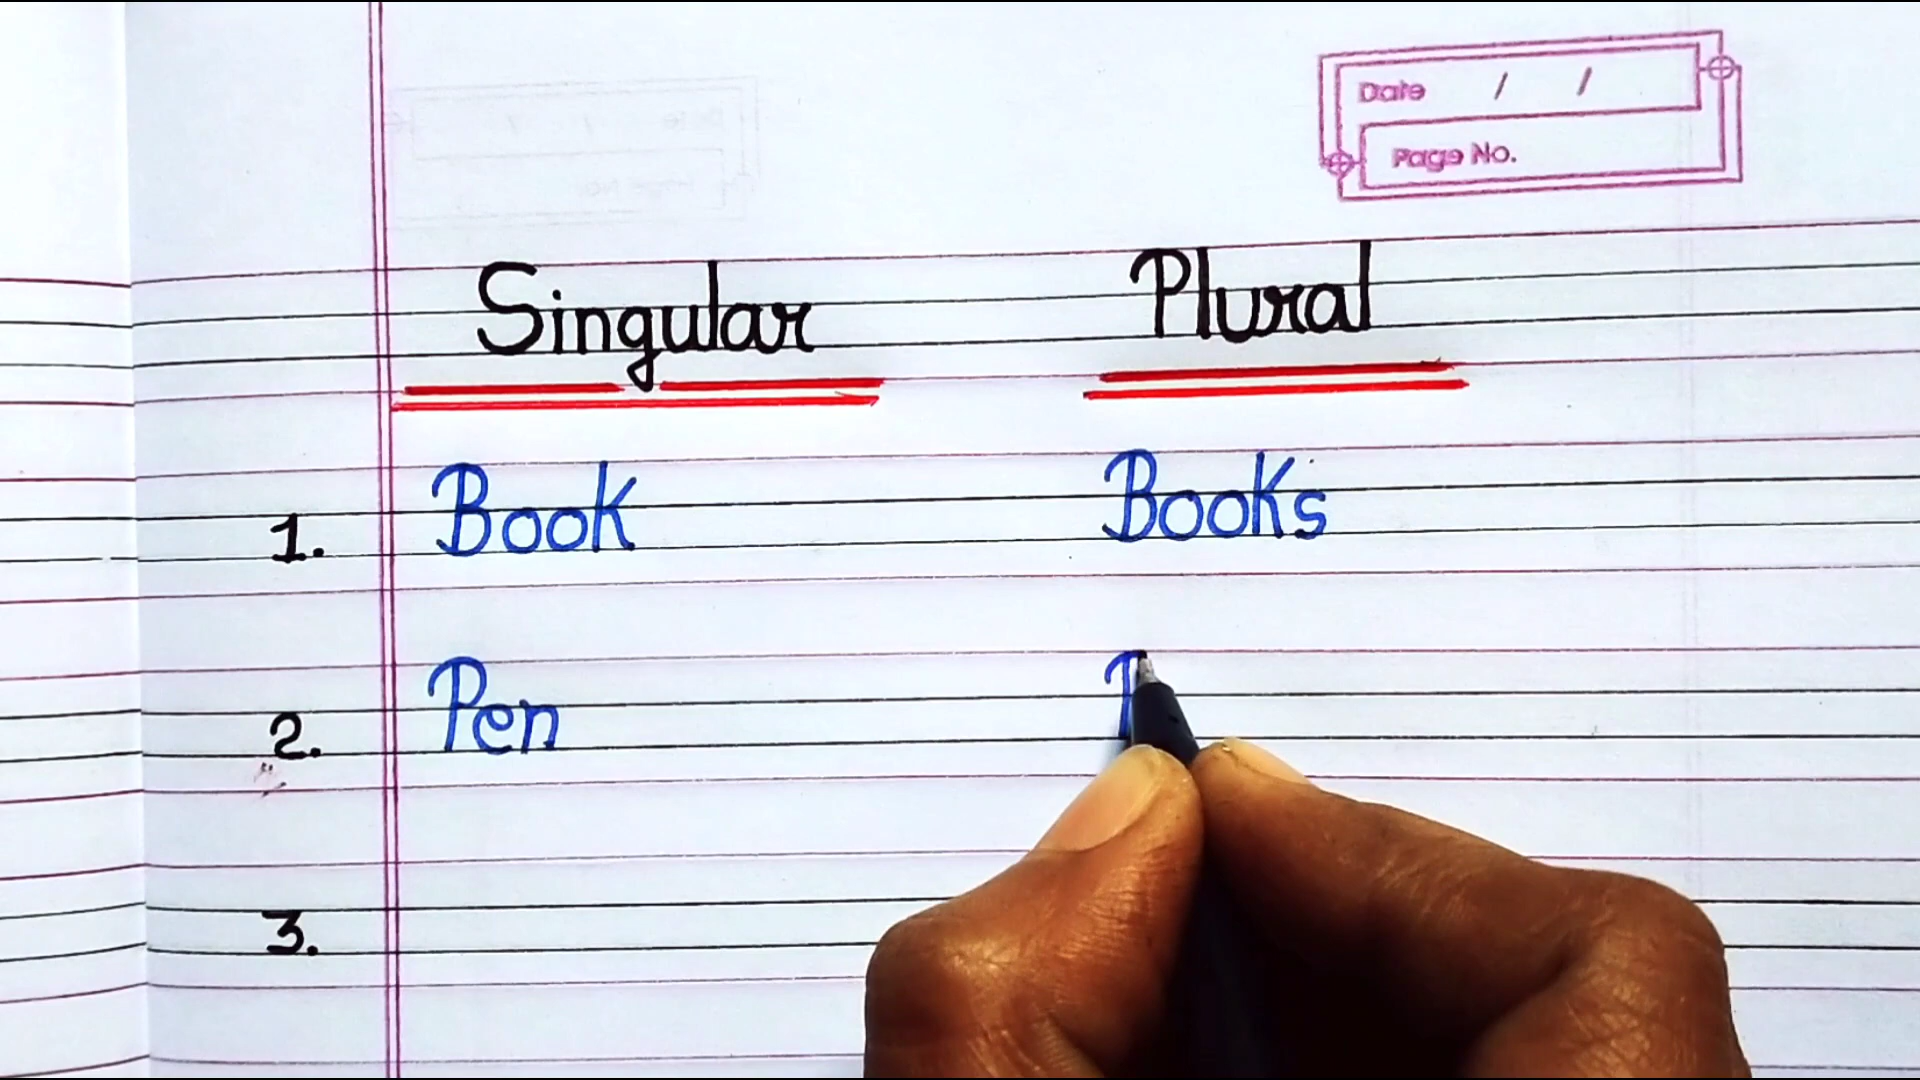 Date / /
Page No.
Singular Plural
1. Book Books
2. Pen P
3.